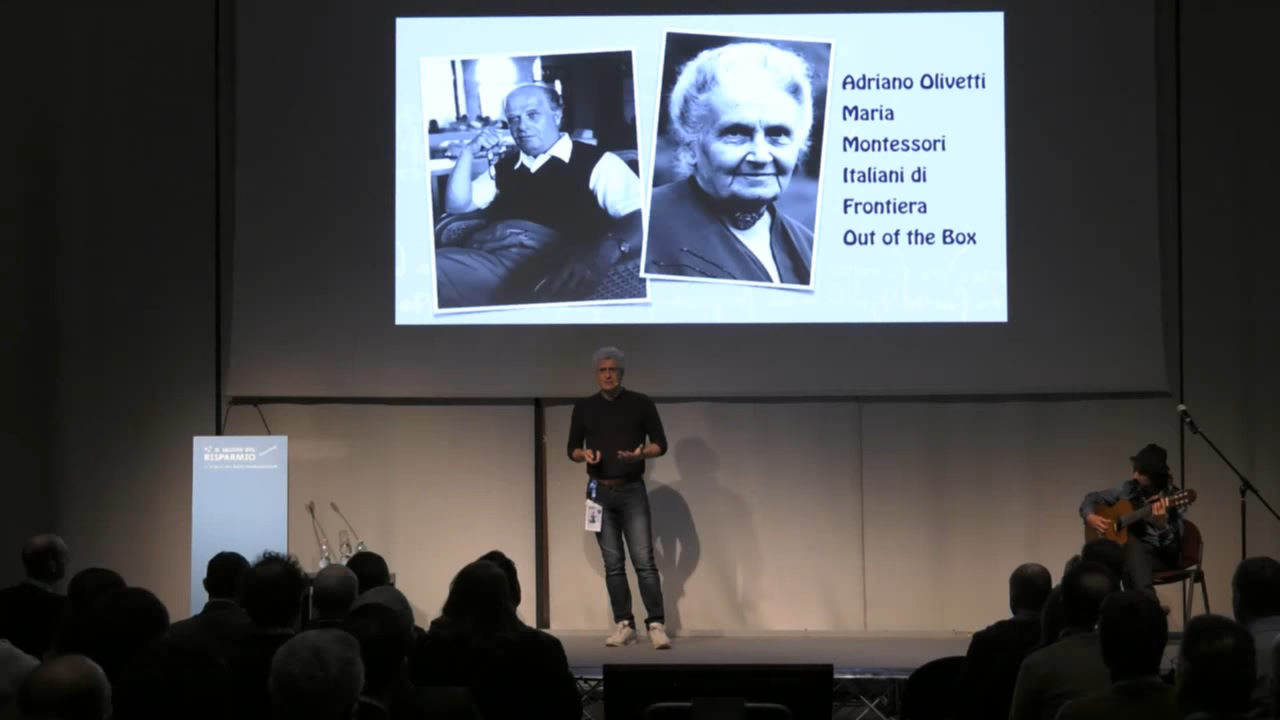 Adriano Olivetti
Maria
Montessori
Italiani di
Frontiera
Out of the Box
IL SALONE DEL
RISPARMIO